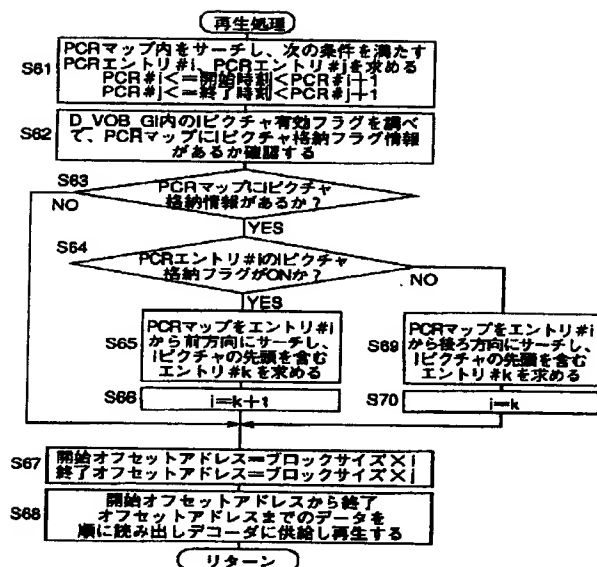 再生処理
S61
PCRマップ内をサーチし、次の条件を満たす
PCRエントリ#i、PCRエントリ#jを求める
PCR#i<=開始時刻<PCR#i+1
PCR#j<=終了時刻<PCR#j+1
S62
D_VOB_GI内のIピクチャ有効フラグを調べ
て、PCRマップにIピクチャ格納フラグ情報
があるか確認する
S63
PCRマップにIピクチャ
格納情報があるか？
NO
YES
S64
PCRエントリ#iのIピクチャ
格納フラグがONか？
NO
YES
S65
PCRマップをエントリ#i
から前方向にサーチし、
Iピクチャの先頭を含む
エントリ#kを求める
S69
PCRマップをエントリ#i
から後ろ方向にサーチし、
Iピクチャの先頭を含む
エントリ#kを求める
S66
i=k+1
S70
i=k
S67
開始オフセットアドレス=ブロックサイズ×i
終了オフセットアドレス=ブロックサイズ×j
S68
開始オフセットアドレスから終了
オフセットアドレスまでのデータを
順に読み出しデコーダに供給し再生する
リターン